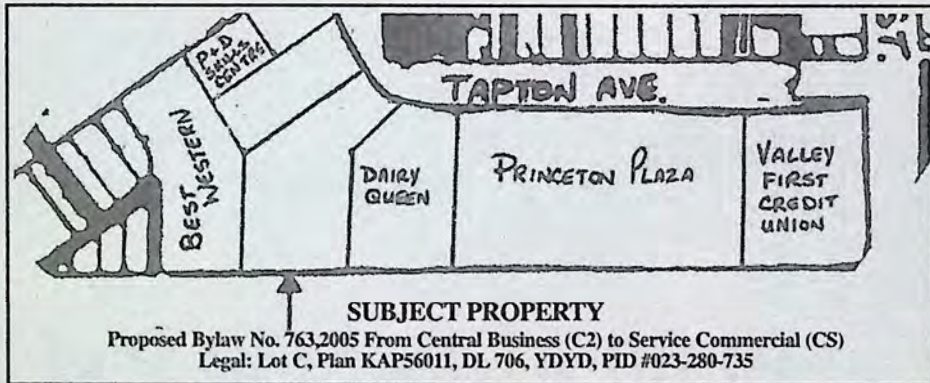 P+D
SKILLS
CENTRE
BEST
WESTERN
TAPTON AVE.
DAIRY
QUEEN
PRINCETON PLAZA
VALLEY
FIRST
CREDIT
UNION
ST.
SUBJECT PROPERTY
Proposed Bylaw No. 763,2005 From Central Business (C2) to Service Commercial (CS)
Legal: Lot C, Plan KAP56011, DL 706, YDYD, PID #023-280-735